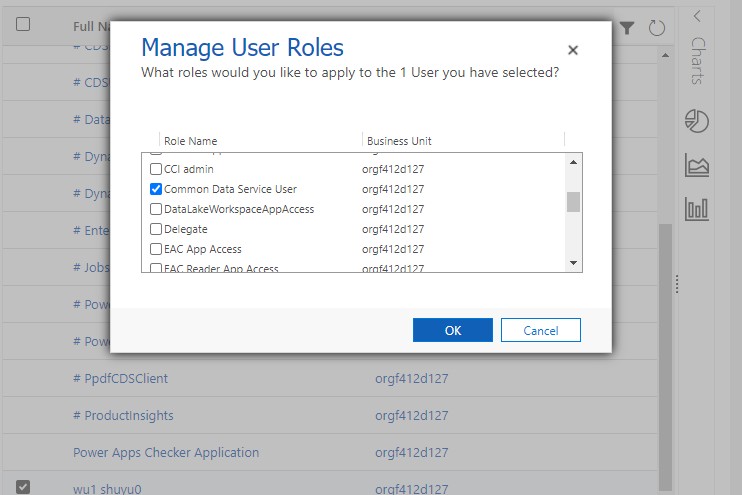 Full Na
Manage User Roles
What roles would you like to apply to the 1 User you have selected?
Charts
# CDS
# CDS
Role Name Business Unit
# Data
CCI admin orgf412d127
# Dyna
Common Data Service User orgf412d127
# Dyna
DataLakeWorkspaceAppAccess orgf412d127
Delegate orgf412d127
# Ente
EAC App Access orgf412d127
# Jobs
EAC Reader App Access orgf412d127
# Pow
OK Cancel
# Pow
# PpdfCDSClient orgf412d127
# ProductInsights orgf412d127
Power Apps Checker Application orgf412d127
wu1 shuyu0 orgf412d127